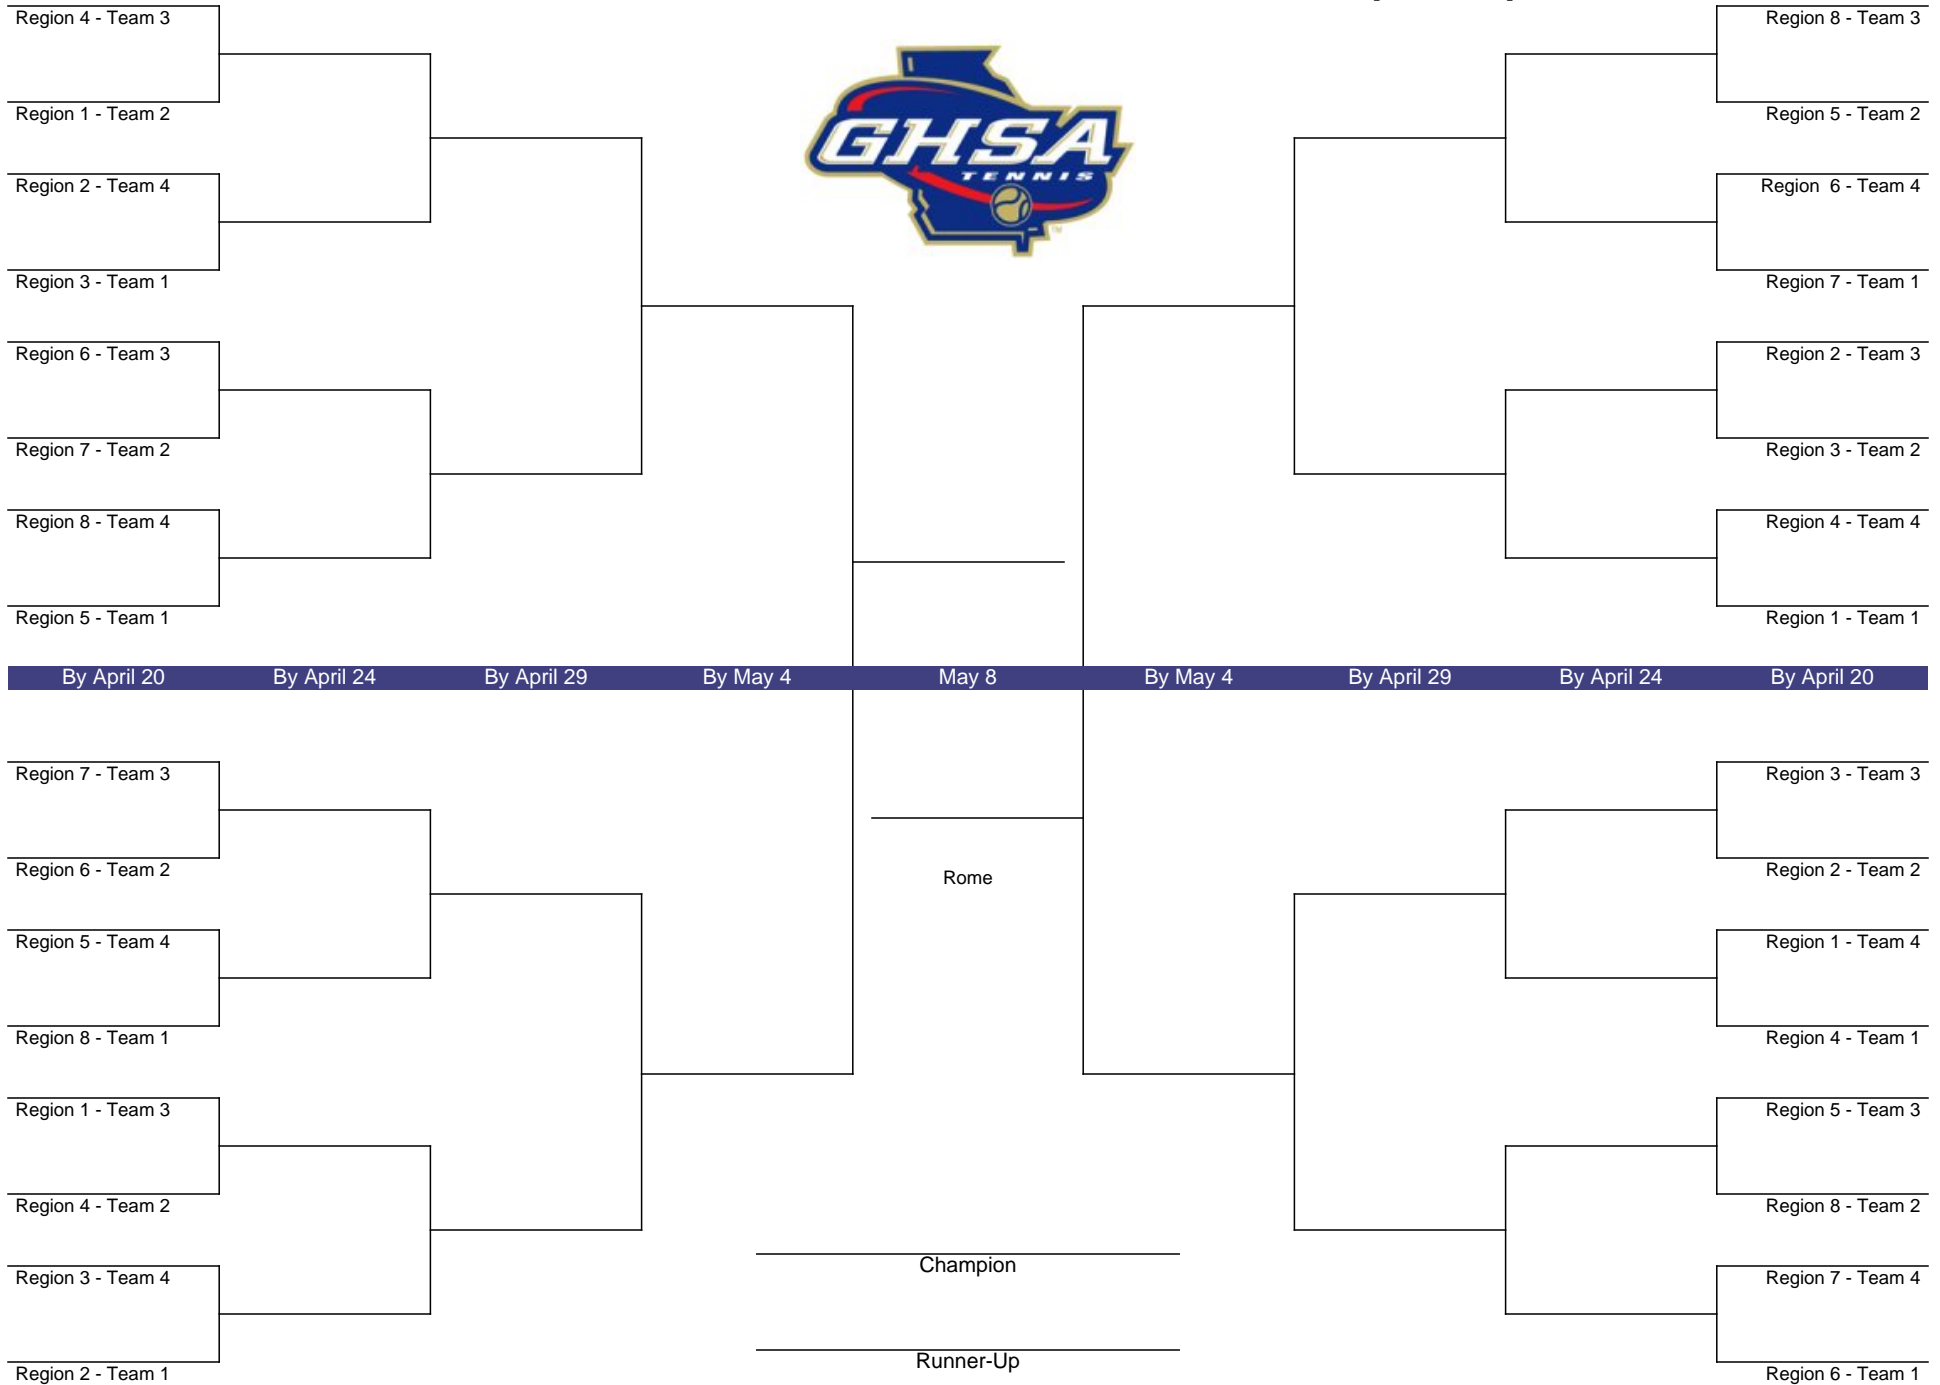 Region 4 - Team 3
Region 8 - Team 3
Region 1 - Team 2
Region 5 - Team 2
GHSA
TENNIS
TM
Region 2 - Team 4
Region  6 - Team 4
Region 3 - Team 1
Region 7 - Team 1
Region 6 - Team 3
Region 2 - Team 3
Region 7 - Team 2
Region 3 - Team 2
Region 8 - Team 4
Region 4 - Team 4
Region 5 - Team 1
Region 1 - Team 1
By April 20 By April 24 By April 29 By May 4 May 8 By May 4 By April 29 By April 24 By April 20
Region 7 - Team 3
Region 3 - Team 3
Region 6 - Team 2
Rome
Region 2 - Team 2
Region 5 - Team 4
Region 1 - Team 4
Region 8 - Team 1
Region 4 - Team 1
Region 1 - Team 3
Region 5 - Team 3
Region 4 - Team 2
Region 8 - Team 2
Champion
Region 3 - Team 4
Region 7 - Team 4
Runner-Up
Region 2 - Team 1
Region 6 - Team 1